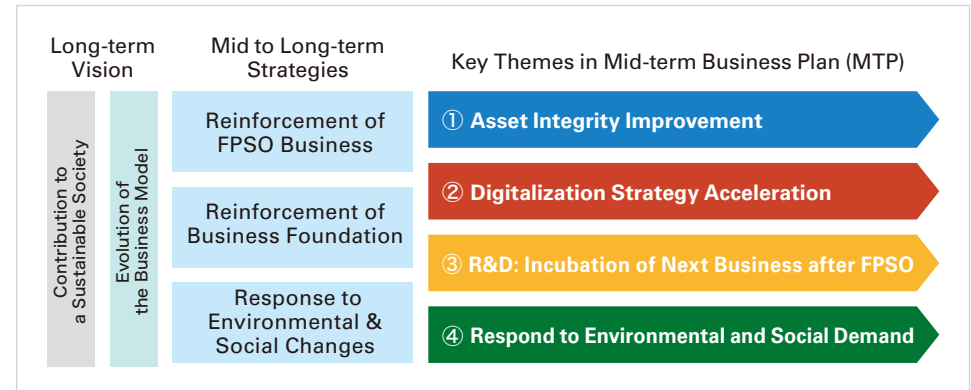 Long-term
Vision
Mid to Long-term
Strategies
Key Themes in Mid-term Business Plan (MTP)
Contribution to
a Sustainable Society
Evolution of
the Business Model
Reinforcement of
FPSO Business
Reinforcement of
Business Foundation
Response to
Environmental &
Social Changes
① Asset Integrity Improvement
② Digitalization Strategy Acceleration
③ R&D: Incubation of Next Business after FPSO
④ Respond to Environmental and Social Demand